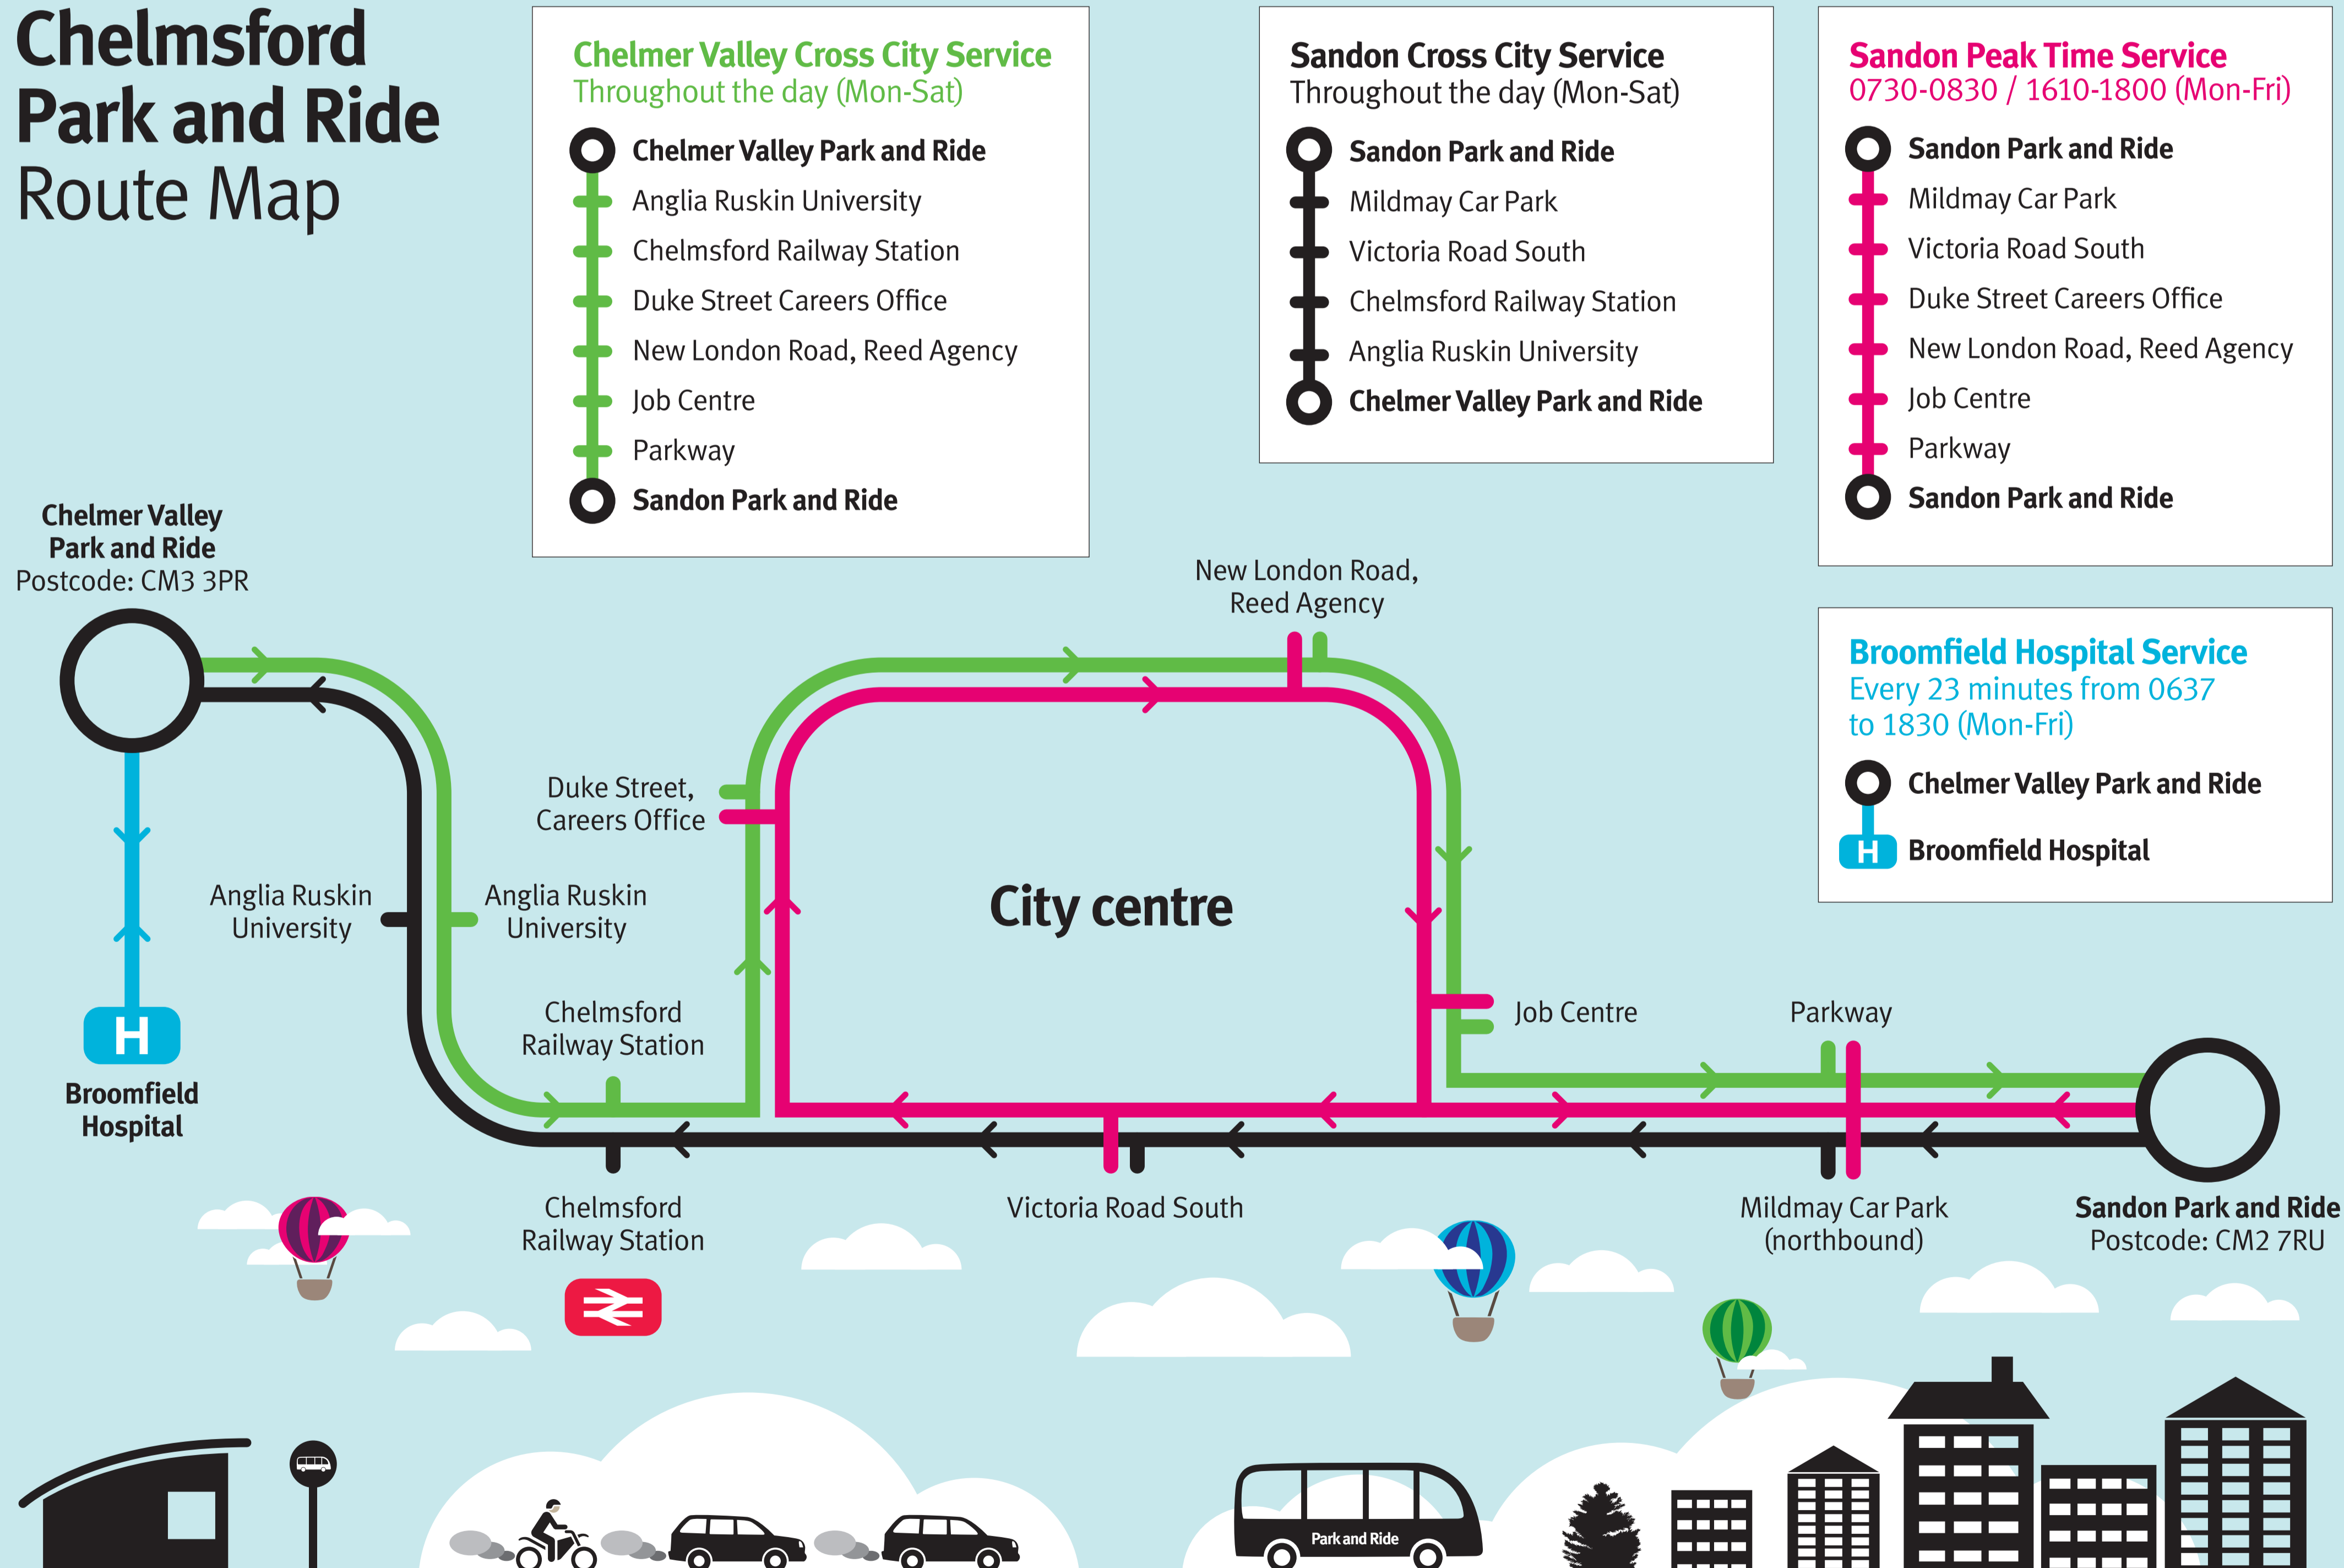 Chelmsford
Park and Ride
Route Map
Chelmer Valley Cross City Service
Throughout the day (Mon-Sat)
Chelmer Valley Park and Ride
Anglia Ruskin University
Chelmsford Railway Station
Duke Street Careers Office
New London Road, Reed Agency
Job Centre
Parkway
Sandon Park and Ride
Sandon Cross City Service
Throughout the day (Mon-Sat)
Sandon Park and Ride
Mildmay Car Park
Victoria Road South
Chelmsford Railway Station
Anglia Ruskin University
Chelmer Valley Park and Ride
Sandon Peak Time Service
0730-0830 / 1610-1800 (Mon-Fri)
Sandon Park and Ride
Mildmay Car Park
Victoria Road South
Duke Street Careers Office
New London Road, Reed Agency
Job Centre
Parkway
Sandon Park and Ride
Broomfield Hospital Service
Every 23 minutes from 0637
to 1830 (Mon-Fri)
Chelmer Valley Park and Ride
H Broomfield Hospital
Chelmer Valley
Park and Ride
Postcode: CM3 3PR
New London Road,
Reed Agency
Duke Street,
Careers Office
Anglia Ruskin
University
Anglia Ruskin
University
City centre
Chelmsford
Railway Station
Job Centre
Parkway
H
Broomfield
Hospital
Chelmsford
Railway Station
Victoria Road South
Mildmay Car Park
(northbound)
Sandon Park and Ride
Postcode: CM2 7RU
Park and Ride